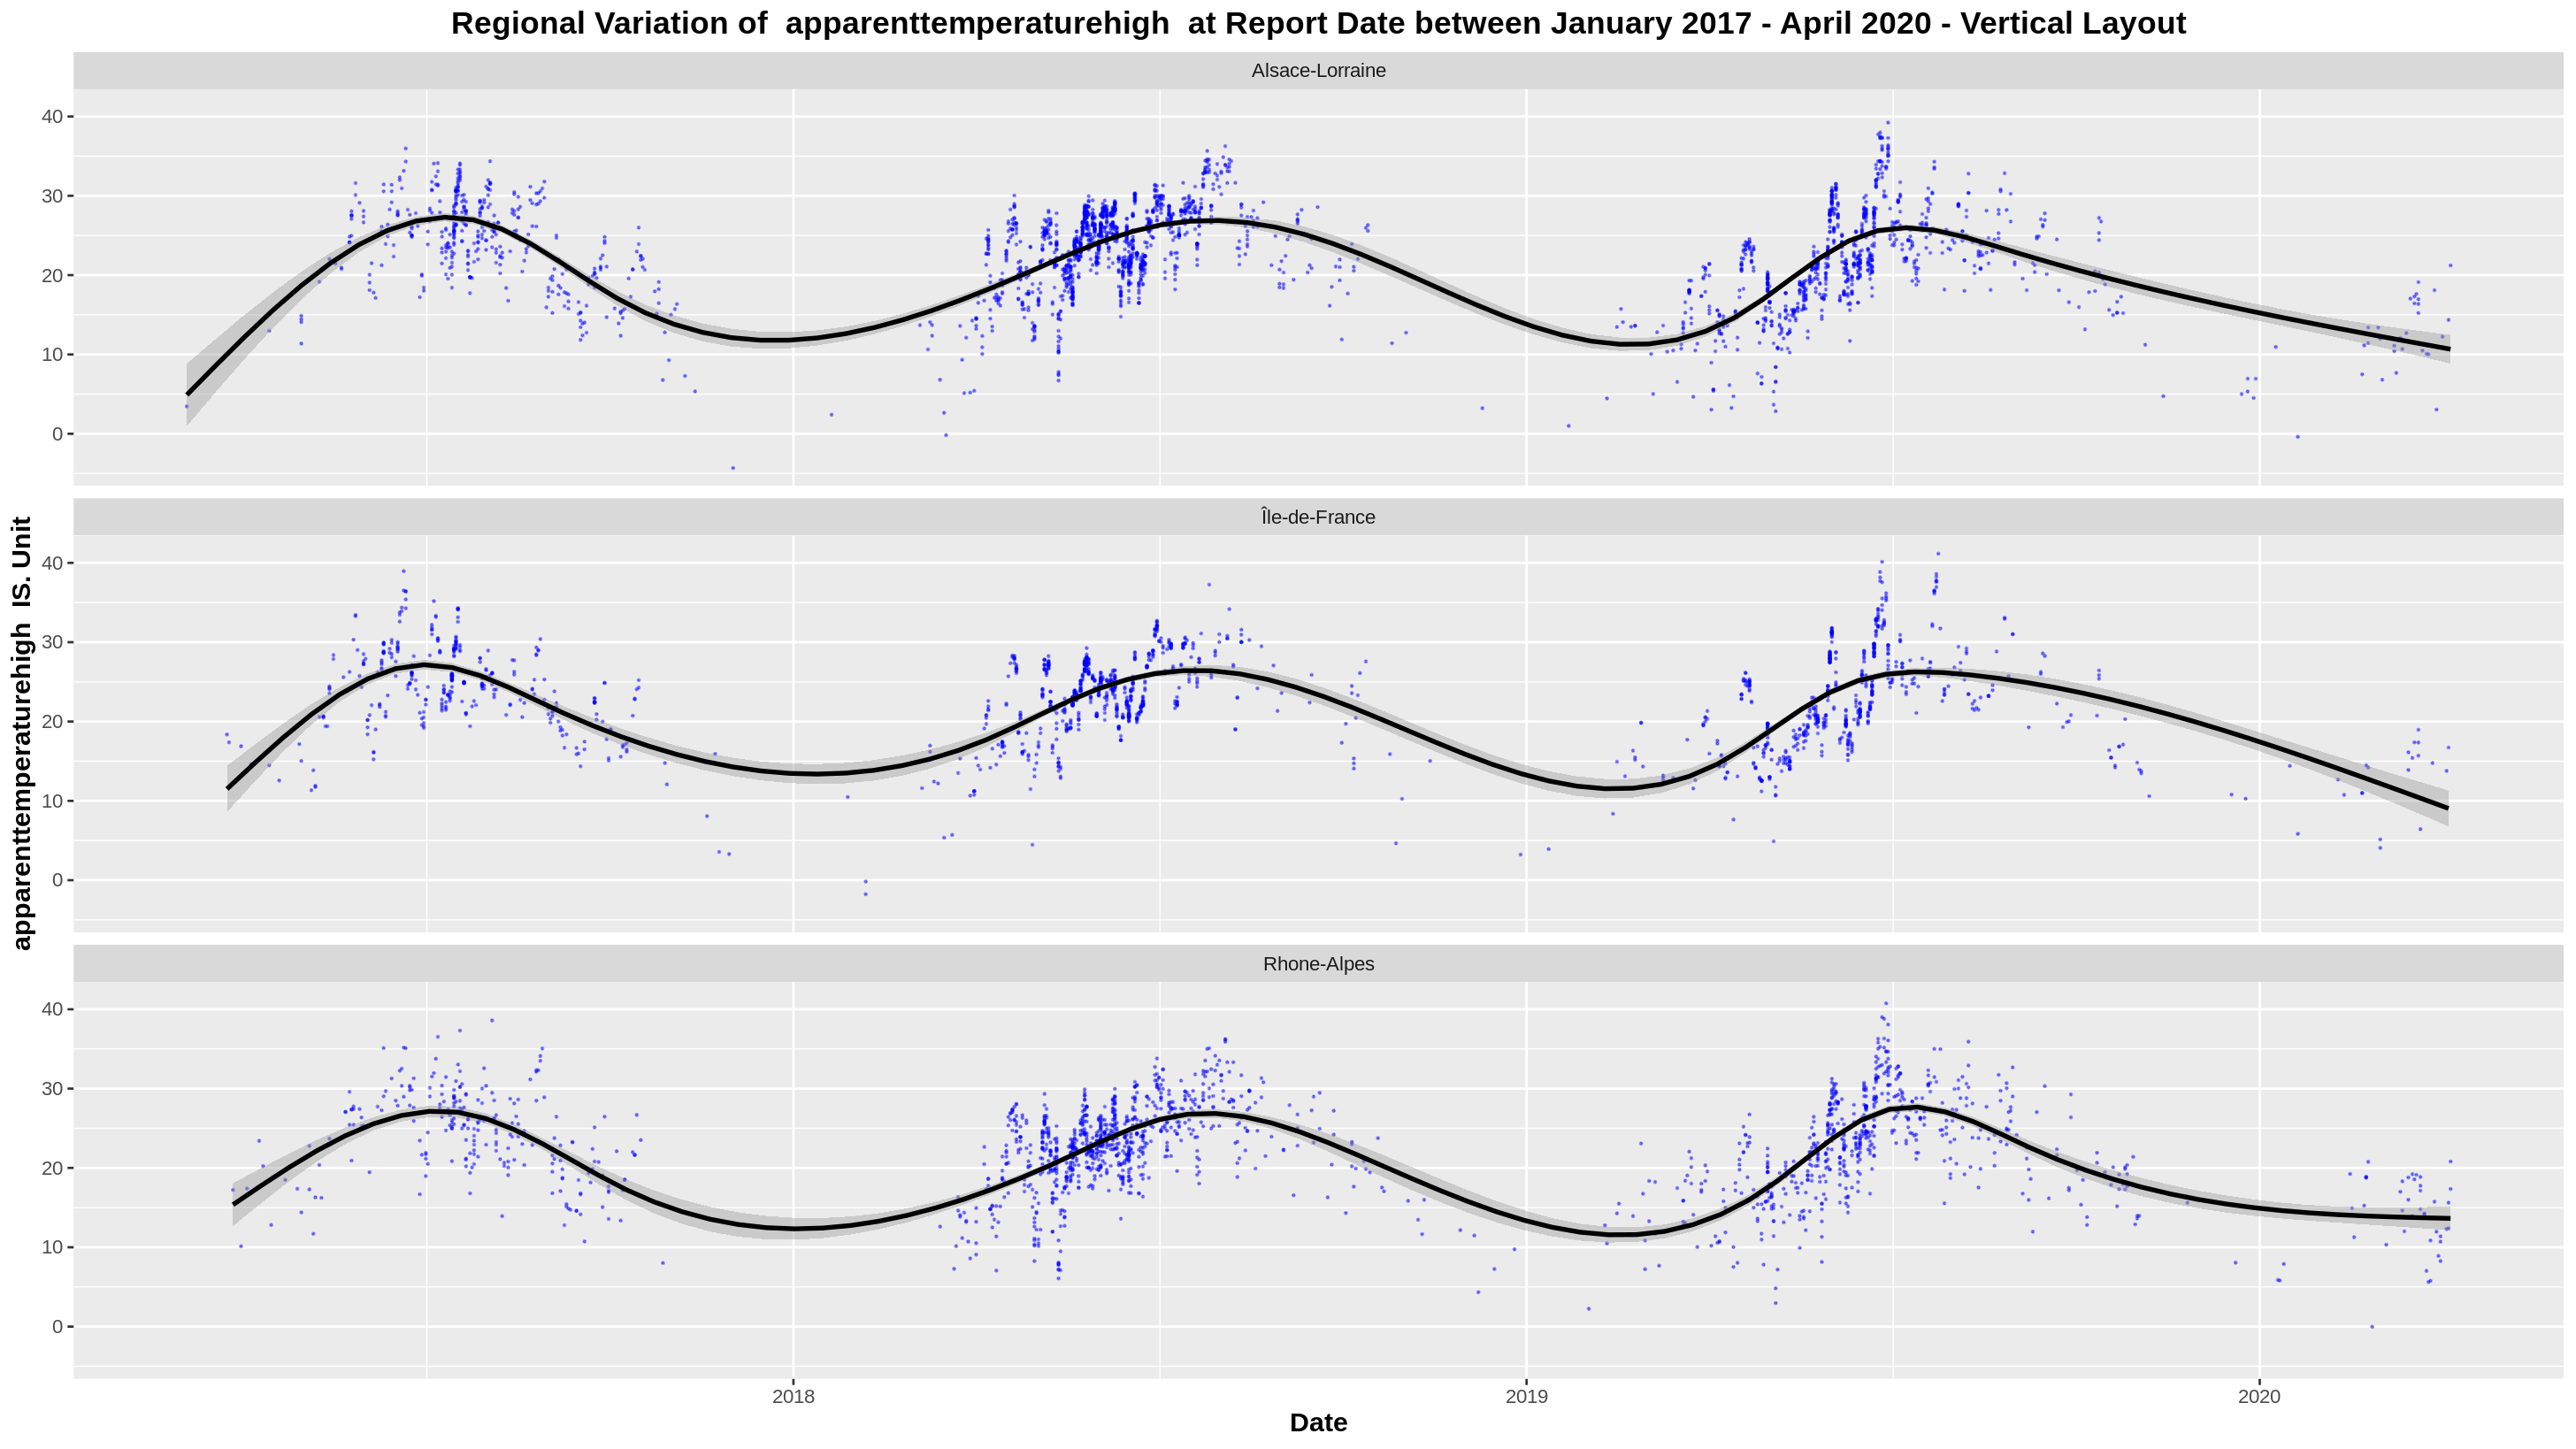 Regional Variation of  apparenttemperaturehigh  at Report Date between January 2017 - April 2020 - Vertical Layout
apparenttemperaturehigh  IS. Unit
Alsace-Lorraine
40
30
20
10
0
Île-de-France
40
30
20
10
0
Rhone-Alpes
40
30
20
10
0
2018 2019 2020
Date